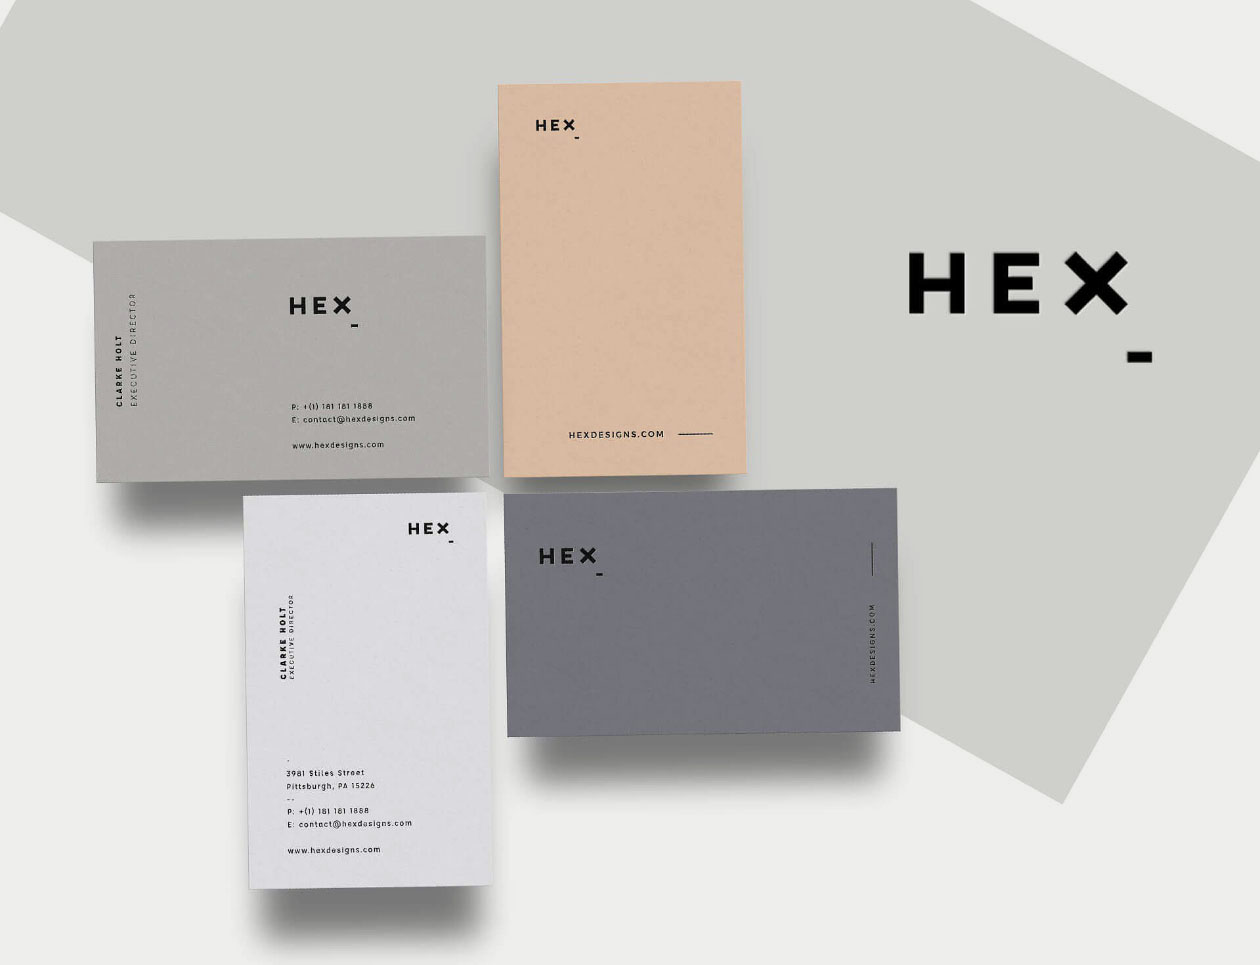 HEX_
HEX_
CLARKE HOLT
EXECUTIVE DIRECTOR
P: +(1) 181 181 1888
E: contact@hexdesigns.com
www.hexdesigns.com
HEX_
HEXDESIGNS.COM
HEX_
CLARKE HOLT
EXECUTIVE DIRECTOR
3981 Stiles Street
Pittsburgh, PA 15226
--
P: +(1) 181 181 1888
E: contact@hexdesigns.com
www.hexdesigns.com
HEX_
HEXDESIGNS.COM